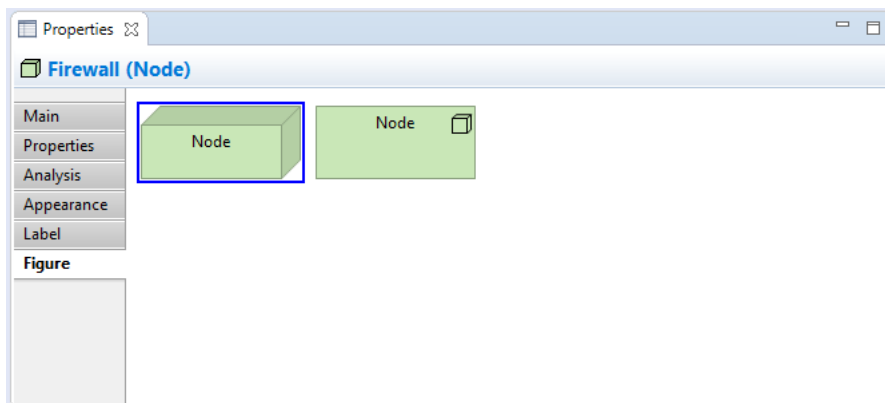 Properties
Firewall (Node)
Main
Properties
Analysis
Appearance
Label
Figure
Node
Node